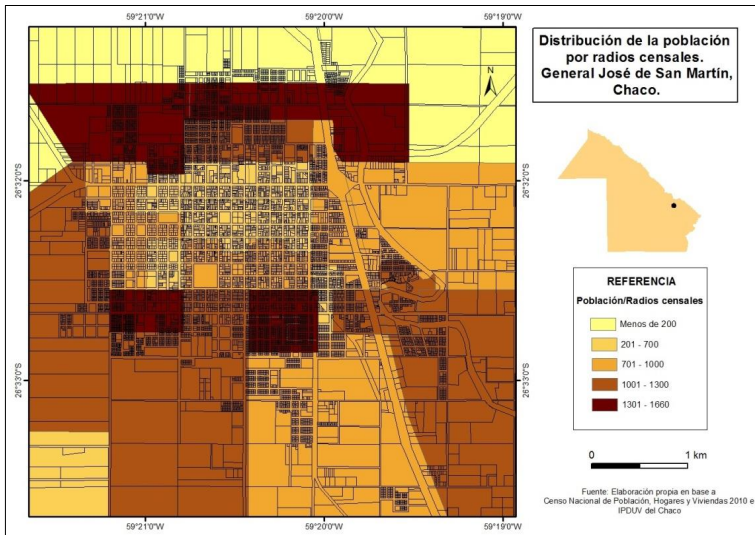 59°21'0"O
59°20'0"O
59°19'0"O
Distribución de la población
por radios censales.
General José de San Martín,
Chaco.
N
26°32'0"S
26°32'0"S
REFERENCIA
Población/Radios censales
Menos de 200
201 - 700
701 - 1000
1001 - 1300
1301 - 1660
26°33'0"S
26°33'0"S
0
1 km
Fuente: Elaboración propia en base a
Censo Nacional de Población, Hogares y Viviendas 2010 e
IPDUV del Chaco
59°21'0"O
59°20'0"O
59°19'0"O